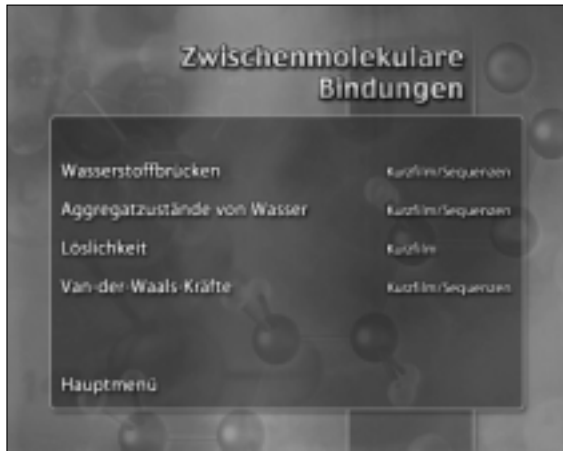 Zwischenmolekulare
Bindungen
Wasserstoffbrücken Kurzfilm/Sequenzen
Aggregatzustände von Wasser Kurzfilm/Sequenzen
Löslichkeit Kurzfilm
Van-der-Waals-Kräfte Kurzfilm/Sequenzen
Hauptmenü